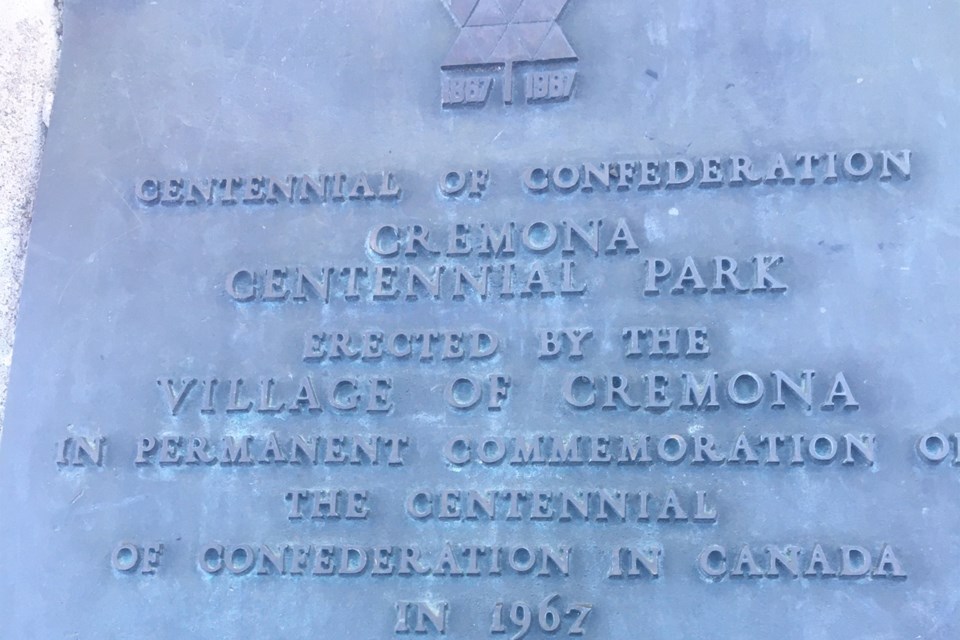 1867 1967
CENTENNIAL OF CONFEDERATION
CREMONA
CENTENNIAL PARK
ERECTED BY THE
VILLAGE OF CREMONA
IN PERMANENT COMMEMORATION OF
THE CENTENNIAL
OF CONFEDERATION IN CANADA
IN 1967